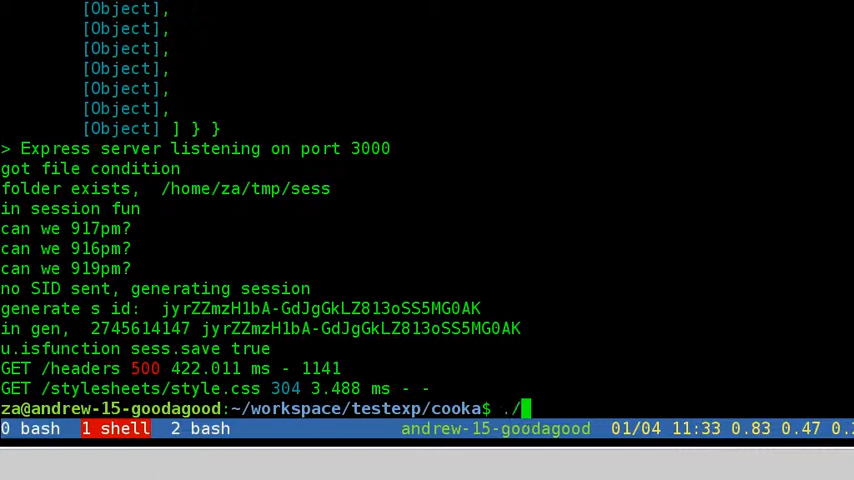 [Object],
[Object],
[Object],
[Object],
[Object],
[Object],
[Object] ] } }
> Express server listening on port 3000
got file condition
folder exists,  /home/za/tmp/sess
in session fun
can we 917pm?
can we 916pm?
can we 919pm?
no SID sent, generating session
generate s id:  jyrZZmzH1bA-GdJgGkLZ813oSS5MG0AK
in gen,  2745614147 jyrZZmzH1bA-GdJgGkLZ813oSS5MG0AK
u.isfunction sess.save true
GET /headers 500 422.011 ms - 1141
GET /stylesheets/style.css 304 3.488 ms - -
za@andrew-15-goodagood:~/workspace/testexp/cooka$ ./
0 bash  1 shell  2 bash andrew-15-goodagood 01/04 11:33 0.83 0.47